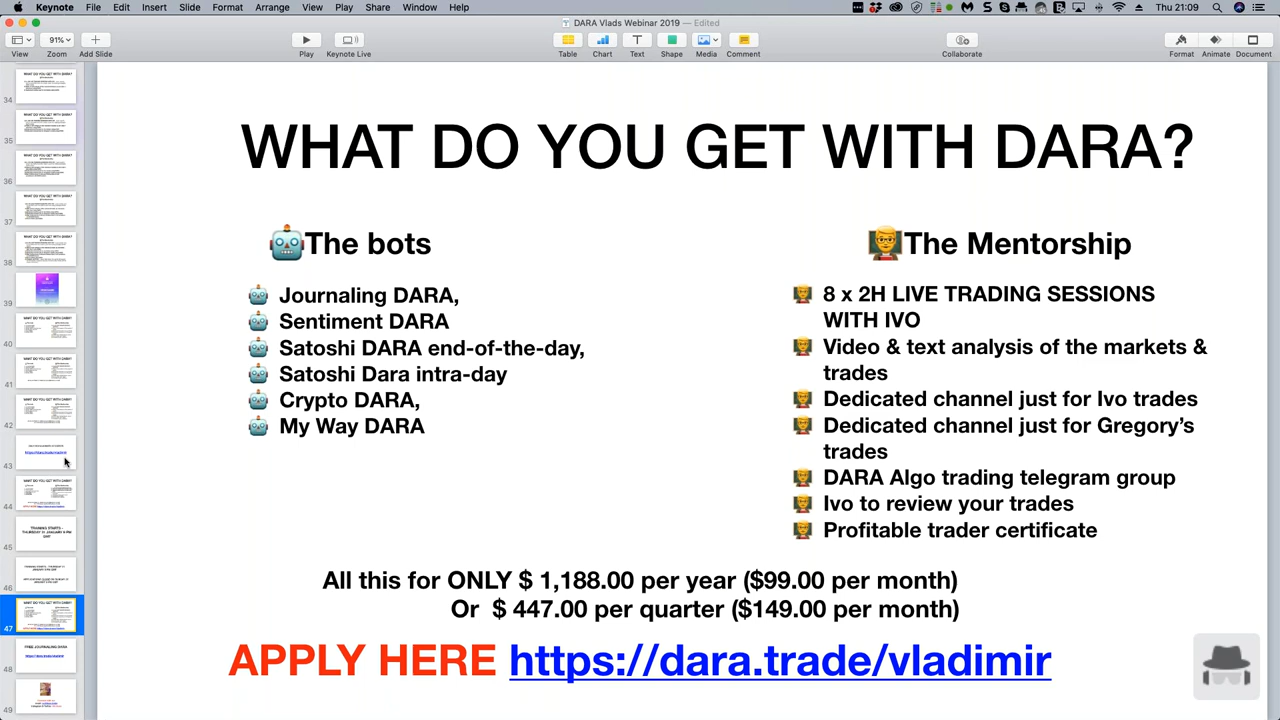 Keynote File Edit Insert Slide Format Arrange View Play Share Window Help Thu 21:09
DARA Vlads Webinar 2019 — Edited
91%
View Zoom Add Slide Play Keynote Live Table Chart Text Shape Media Comment Collaborate Format Animate Document
WHAT DO YOU GET WITH DARA?
The bots
Journaling DARA,
Sentiment DARA
Satoshi DARA end-of-the-day,
Satoshi Dara intra-day
Crypto DARA,
My Way DARA
The Mentorship
8 x 2H LIVE TRADING SESSIONS
WITH IVO
Video & text analysis of the markets &
trades
Dedicated channel just for Ivo trades
Dedicated channel just for Gregory's
trades
DARA Algo trading telegram group
Ivo to review your trades
Profitable trader certificate
All this for ONLY $ 1,188.00 per year ($99.00 per month)
Or $ 447.00 per quarter ($149.00 per month)
APPLY HERE https://dara.trade/vladimir
34
35
36
37
38
39
40
41
42
43
44
45
46
47
48
49